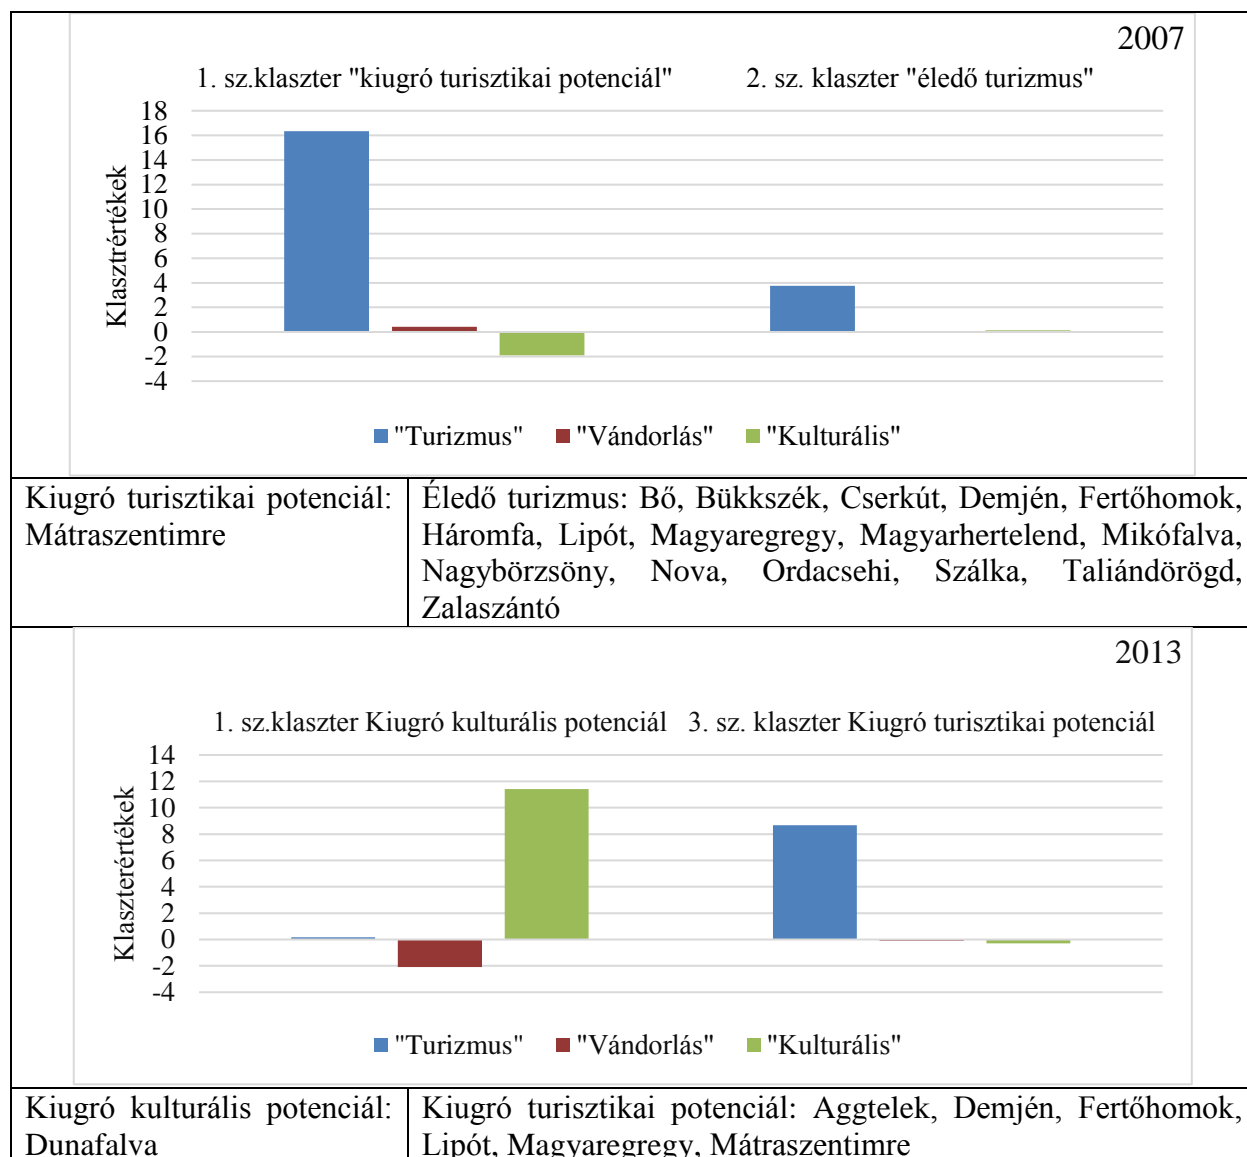 2007
1. sz.klaszter "kiugró turisztikai potenciál" 2. sz. klaszter "éledő turizmus"
18
16
14
12
10
8
6
4
2
0
-2
-4
Klasztrértékek
"Turizmus" "Vándorlás" "Kulturális"
Kiugró turisztikai potenciál:
Mátraszentimre
Éledő turizmus: Bő, Bükkszék, Cserkút, Demjén, Fertőhomok,
Háromfa, Lipót, Magyaregregy, Magyarhertelend, Mikófalva,
Nagybörzsöny, Nova, Ordacsehi, Szálka, Taliándörögd,
Zalaszántó
2013
1. sz.klaszter Kiugró kulturális potenciál 3. sz. klaszter Kiugró turisztikai potenciál
14
12
10
8
6
4
2
0
-2
-4
Klaszterértékek
"Turizmus" "Vándorlás" "Kulturális"
Kiugró kulturális potenciál:
Dunafalva
Kiugró turisztikai potenciál: Aggtelek, Demjén, Fertőhomok,
Lipót, Magyaregregy, Mátraszentimre